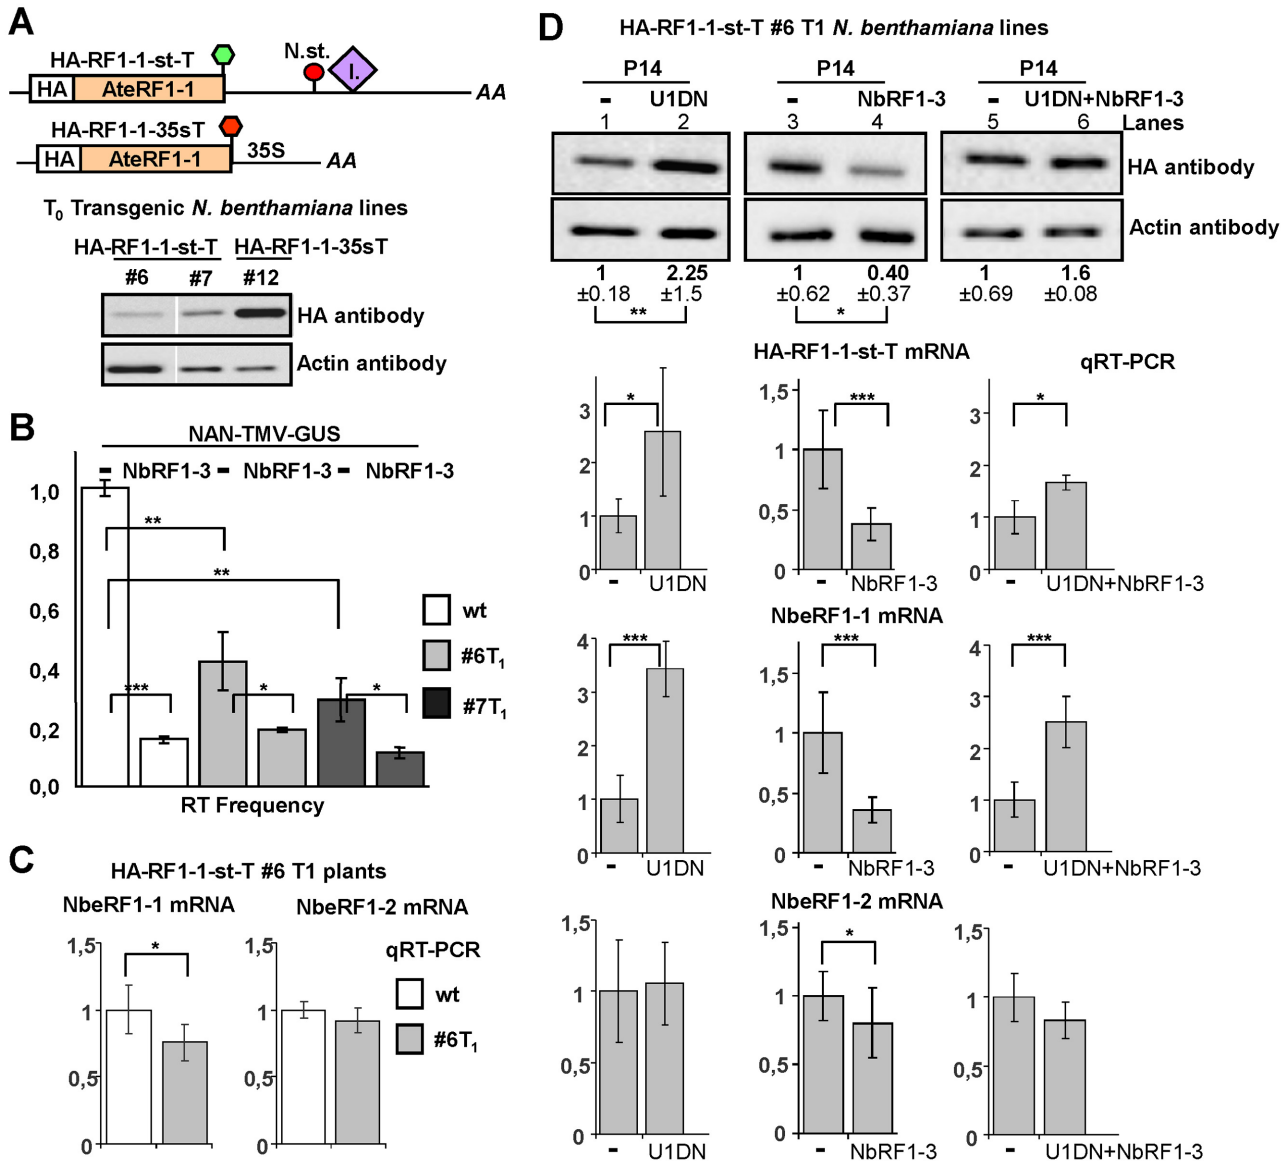 A
HA-RF1-1-st-T
N.st.
I.
HA
AteRF1-1
AA
HA-RF1-1-35sT
HA
AteRF1-1
35S
AA
T0 Transgenic N. benthamiana lines
HA-RF1-1-st-T HA-RF1-1-35sT
#6 #7 #12
HA antibody
Actin antibody
B
NAN-TMV-GUS
- NbRF1-3 - NbRF1-3 - NbRF1-3
1,0
0,8
0,6
0,4
0,2
0,0
**
**
***
*
*
wt
#6T1
#7T1
RT Frequency
C
HA-RF1-1-st-T #6 T1 plants
NbeRF1-1 mRNA
1,5
1
0,5
0
*
NbeRF1-2 mRNA
1,5
1
0,5
0
qRT-PCR
wt
#6T1
D
HA-RF1-1-st-T #6 T1 N. benthamiana lines
P14 P14 P14
- U1DN - NbRF1-3 - U1DN+NbRF1-3
1 2 3 4 5 6 Lanes
HA antibody
Actin antibody
1 2.25 1 0.40 1 1.6
±0.18 ±1.5 ±0.62 ±0.37 ±0.69 ±0.08
** *
HA-RF1-1-st-T mRNA
qRT-PCR
3
2
1
0
*
- U1DN
1,5
1
0,5
0
***
- NbRF1-3
3
2
1
0
*
- U1DN+NbRF1-3
NbeRF1-1 mRNA
4
3
2
1
0
***
- U1DN
1,5
1
0,5
0
***
- NbRF1-3
4
3
2
1
0
***
- U1DN+NbRF1-3
NbeRF1-2 mRNA
1,5
1
0,5
0
- U1DN
1,5
1
0,5
0
*
- NbRF1-3
1,5
1
0,5
0
- U1DN+NbRF1-3